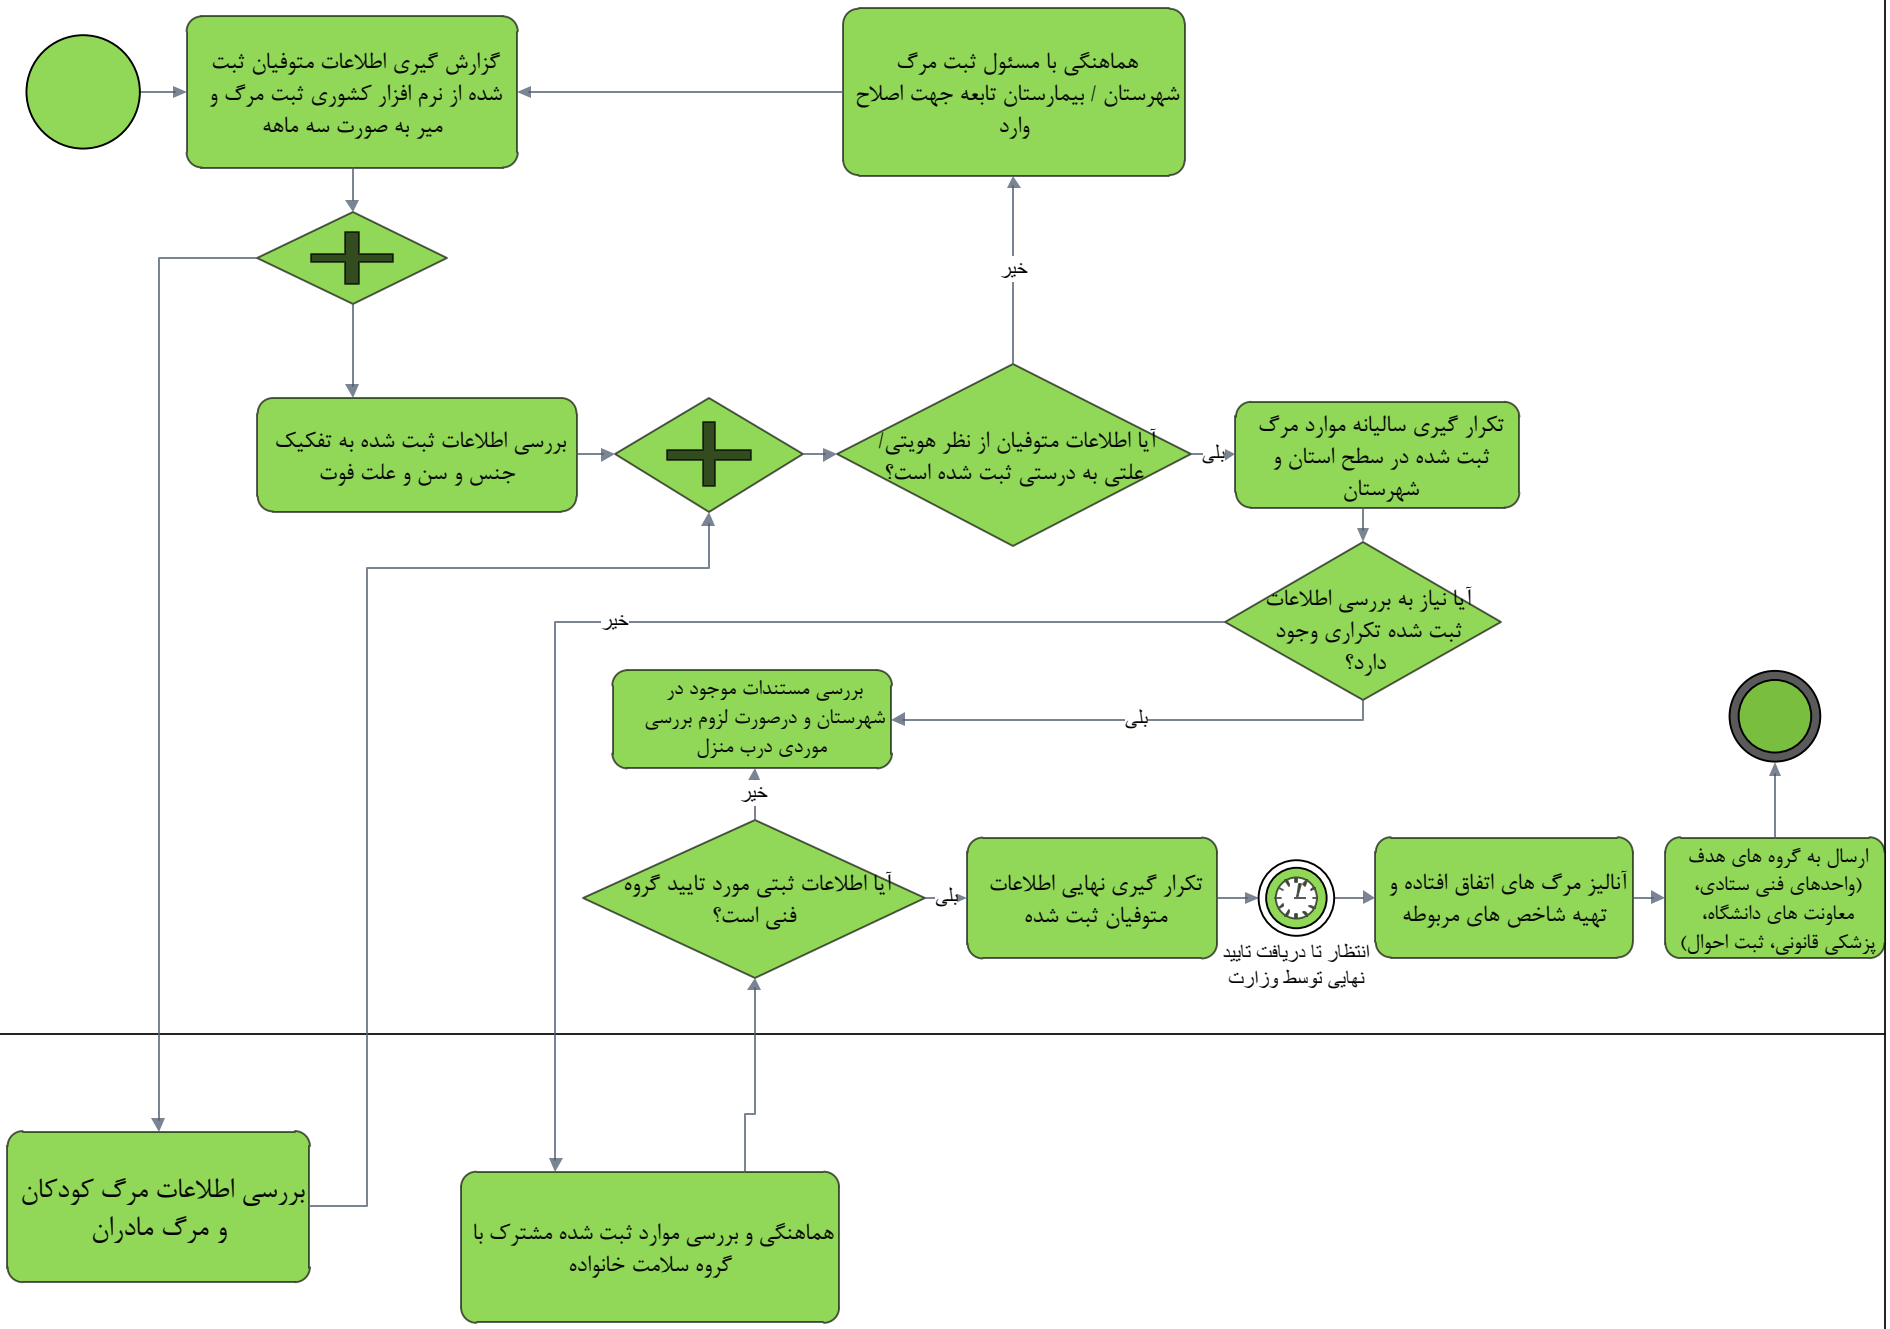 گزارش گیری اطلاعات متوفیان ثبت
شده از نرم افزار کشوری ثبت مرگ و
میر به صورت سه ماهه
هماهنگی با مسئول ثبت مرگ
شهرستان / بیمارستان تابعه جهت اصلاح
وارد
خیر
بررسی اطلاعات ثبت شده به تفکیک
جنس و سن و علت فوت
آیا اطلاعات متوفیان از نظر هویتی/
علتی به درستی ثبت شده است؟
بلی
تکرار گیری سالیانه موارد مرگ
ثبت شده در سطح استان و
شهرستان
آیا نیاز به بررسی اطلاعات
ثبت شده تکراری وجود
دارد؟
خیر
بلی
بررسی مستندات موجود در
شهرستان و درصورت لزوم بررسی
موردی درب منزل
خیر
آیا اطلاعات ثبتی مورد تایید گروه
فنی است؟
بلی
تکرار گیری نهایی اطلاعات
متوفیان ثبت شده
انتظار تا دریافت تایید
نهایی توسط وزارت
آنالیز مرگ های اتفاق افتاده و
تهیه شاخص های مربوطه
ارسال به گروه های هدف
(واحدهای فنی ستادی،
معاونت های دانشگاه،
پزشکی قانونی، ثبت احوال)
بررسی اطلاعات مرگ کودکان
و مرگ مادران
هماهنگی و بررسی موارد ثبت شده مشترک با
گروه سلامت خانواده